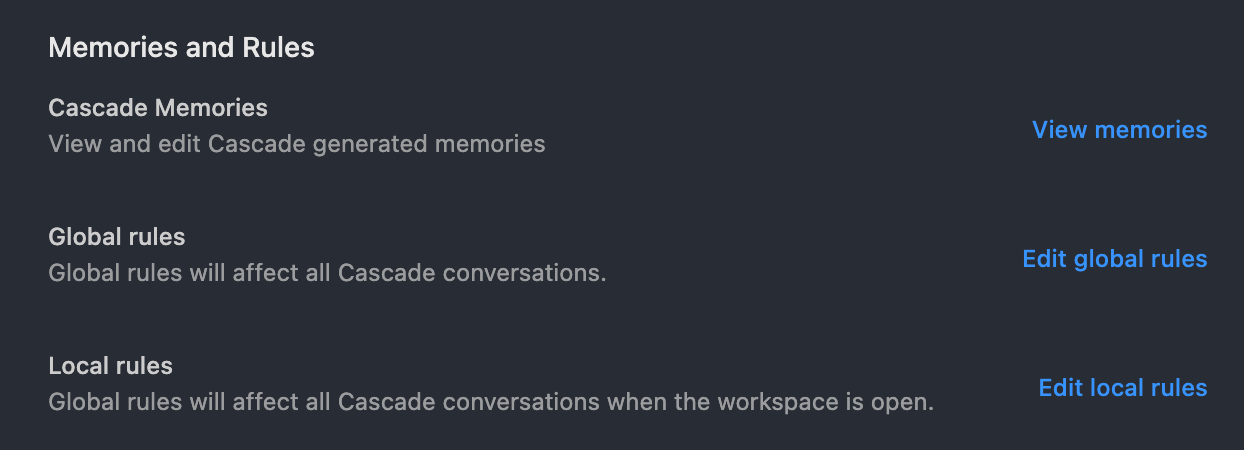 Memories and Rules
Cascade Memories
View and edit Cascade generated memories
View memories
Global rules
Global rules will affect all Cascade conversations.
Edit global rules
Local rules
Global rules will affect all Cascade conversations when the workspace is open.
Edit local rules